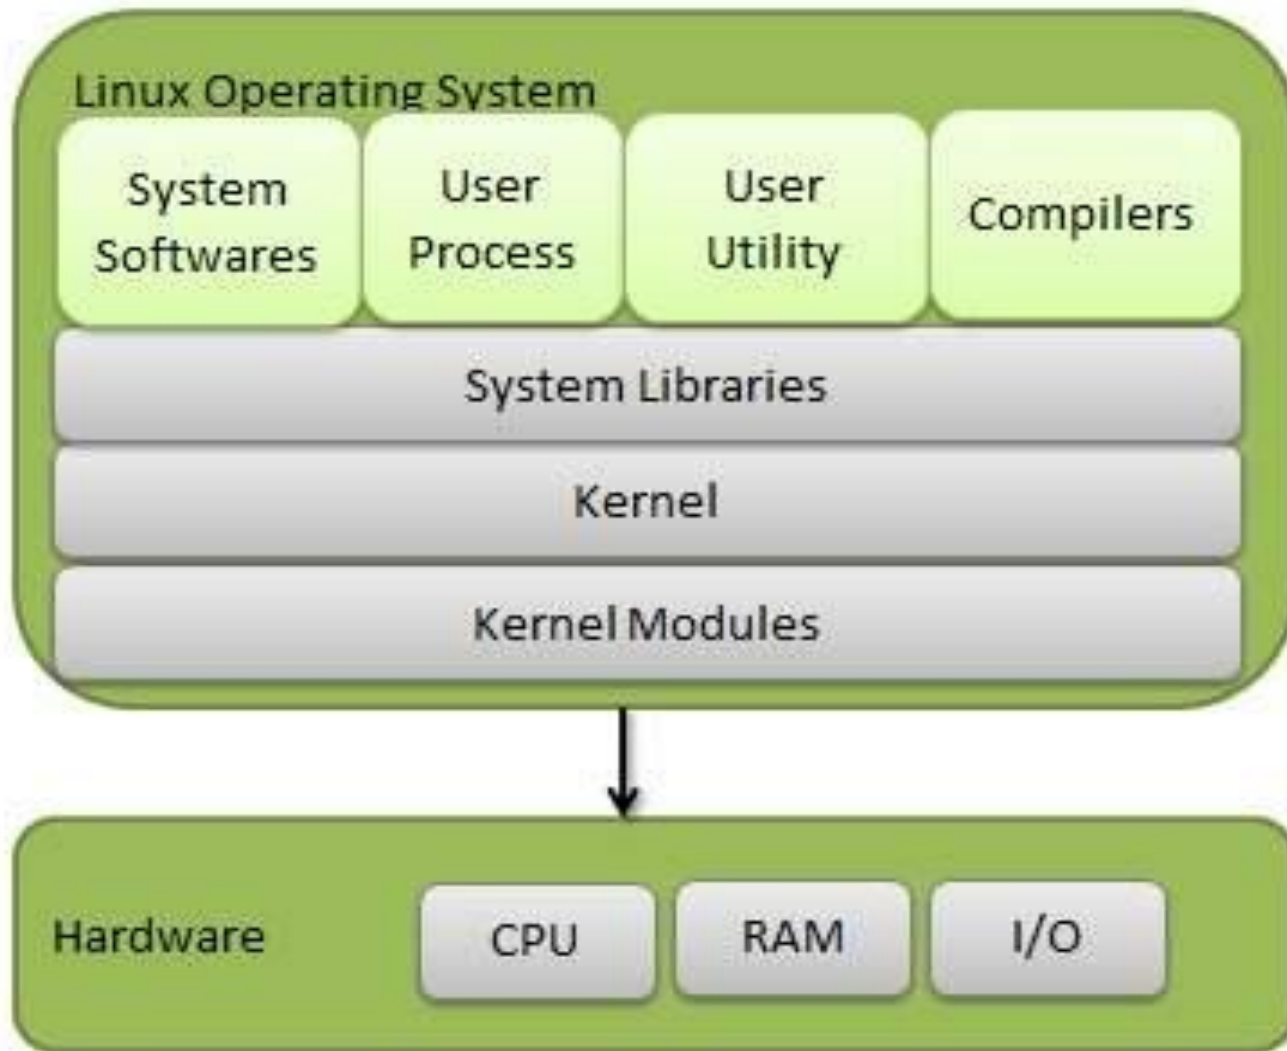 Linux Operating System
System
Softwares
User
Process
User
Utility
Compilers
System Libraries
Kernel
Kernel Modules
Hardware
CPU
RAM
I/O